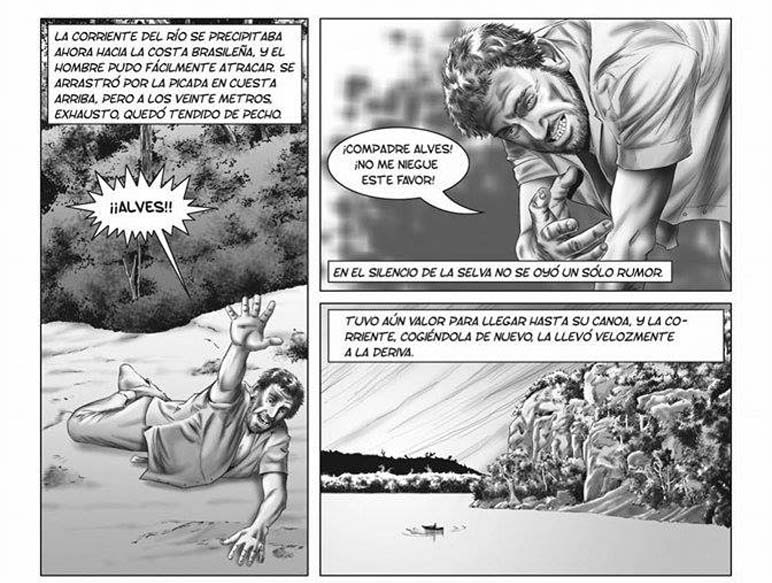 LA CORRIENTE DEL RÍO SE PRECIPITABA
AHORA HACIA LA COSTA BRASILEÑA, Y EL
HOMBRE PUDO FÁCILMENTE ATRACAR. SE
ARRASTRÓ POR LA PICADA EN CUESTA
ARRIBA, PERO A LOS VEINTE METROS,
EXHAUSTO, QUEDÓ TENDIDO DE PECHO.
¡¡ALVES!!
¡COMPADRE ALVES!
¡NO ME NIEGUE
ESTE FAVOR!
EN EL SILENCIO DE LA SELVA NO SE OYÓ UN SÓLO RUMOR.
TUVO AÚN VALOR PARA LLEGAR HASTA SU CANOA, Y LA CO-
RRIENTE, COGIÉNDOLA DE NUEVO, LA LLEVÓ VELOZMENTE
A LA DERIVA.